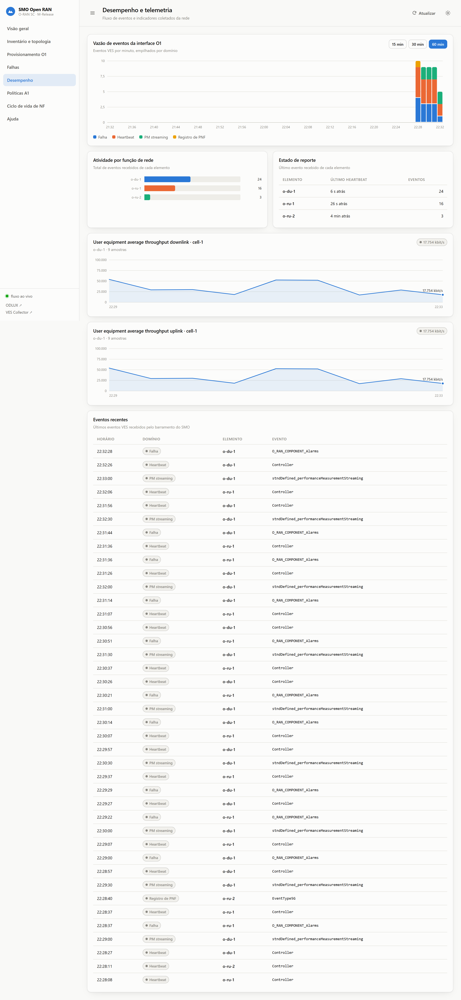 SMO Open RAN
O-RAN SC · M-Release
Visão geral
Inventário e topologia
Provisionamento O1
Falhas
Desempenho
Políticas A1
Ciclo de vida de NF
Ajuda
fluxo ao vivo
ODLUX ↗
VES Collector ↗
Desempenho e telemetria
Fluxo de eventos e indicadores coletados da rede
Atualizar
Vazão de eventos da interface O1
Eventos VES por minuto, empilhados por domínio
15 min 30 min 60 min
10
7,5
5
2,5
0
21:32 21:36 21:40 21:44 21:48 21:52 21:56 22:00 22:04 22:08 22:12 22:16 22:20 22:24 22:28 22:32
Falha Heartbeat PM streaming Registro de PNF
Atividade por função de rede
Total de eventos recebidos de cada elemento
o-du-1 24
o-ru-1 16
o-ru-2 3
Estado de reporte
Último evento recebido de cada elemento
ELEMENTO ÚLTIMO HEARTBEAT EVENTOS
o-du-1 6 s atrás 24
o-ru-1 26 s atrás 16
o-ru-2 4 min atrás 3
User equipment average throughput downlink · cell-1
17.754 kbit/s
o-du-1 · 9 amostras
100.000
75.000
50.000
25.000
0
17.754 kbit/s
22:29 22:33
User equipment average throughput uplink · cell-1
17.754 kbit/s
o-du-1 · 9 amostras
100.000
75.000
50.000
25.000
0
17.754 kbit/s
22:29 22:33
Eventos recentes
Últimos eventos VES recebidos pelo barramento do SMO
HORÁRIO DOMÍNIO ELEMENTO EVENTO
22:32:28 Falha o-du-1 O_RAN_COMPONENT_Alarms
22:32:26 Heartbeat o-du-1 Controller
22:33:00 PM streaming o-du-1 stndDefined_performanceMeasurementStreaming
22:32:06 Heartbeat o-ru-1 Controller
22:31:56 Heartbeat o-du-1 Controller
22:32:30 PM streaming o-du-1 stndDefined_performanceMeasurementStreaming
22:31:44 Falha o-du-1 O_RAN_COMPONENT_Alarms
22:31:36 Heartbeat o-ru-1 Controller
22:31:36 Falha o-ru-1 O_RAN_COMPONENT_Alarms
22:31:26 Heartbeat o-du-1 Controller
22:32:00 PM streaming o-du-1 stndDefined_performanceMeasurementStreaming
22:31:14 Falha o-du-1 O_RAN_COMPONENT_Alarms
22:31:07 Heartbeat o-ru-1 Controller
22:30:56 Heartbeat o-du-1 Controller
22:30:51 Falha o-ru-1 O_RAN_COMPONENT_Alarms
22:31:30 PM streaming o-du-1 stndDefined_performanceMeasurementStreaming
22:30:37 Heartbeat o-ru-1 Controller
22:30:26 Heartbeat o-du-1 Controller
22:30:21 Falha o-ru-1 O_RAN_COMPONENT_Alarms
22:31:00 PM streaming o-du-1 stndDefined_performanceMeasurementStreaming
22:30:14 Falha o-du-1 O_RAN_COMPONENT_Alarms
22:30:07 Heartbeat o-ru-1 Controller
22:29:57 Heartbeat o-du-1 Controller
22:30:30 PM streaming o-du-1 stndDefined_performanceMeasurementStreaming
22:29:37 Heartbeat o-ru-1 Controller
22:29:29 Falha o-du-1 O_RAN_COMPONENT_Alarms
22:29:27 Heartbeat o-du-1 Controller
22:29:22 Falha o-ru-1 O_RAN_COMPONENT_Alarms
22:30:00 PM streaming o-du-1 stndDefined_performanceMeasurementStreaming
22:29:07 Heartbeat o-ru-1 Controller
22:29:00 Falha o-du-1 O_RAN_COMPONENT_Alarms
22:28:57 Heartbeat o-du-1 Controller
22:29:30 PM streaming o-du-1 stndDefined_performanceMeasurementStreaming
22:28:40 Registro de PNF o-ru-2 EventType5G
22:28:37 Heartbeat o-ru-1 Controller
22:28:37 Falha o-ru-1 O_RAN_COMPONENT_Alarms
22:29:00 PM streaming o-du-1 stndDefined_performanceMeasurementStreaming
22:28:27 Heartbeat o-du-1 Controller
22:28:11 Heartbeat o-ru-2 Controller
22:28:08 Heartbeat o-ru-1 Controller